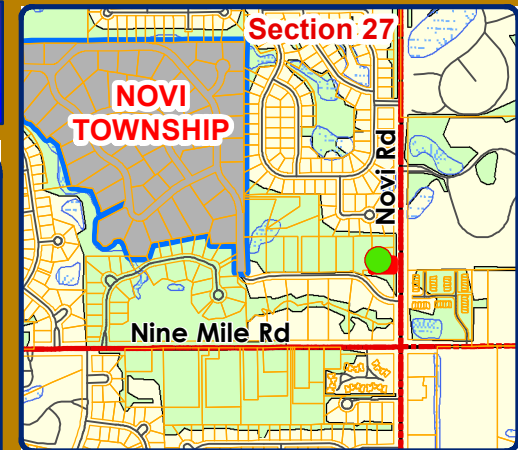 Section 27
NOVI
TOWNSHIP
Novi Rd
Nine Mile Rd